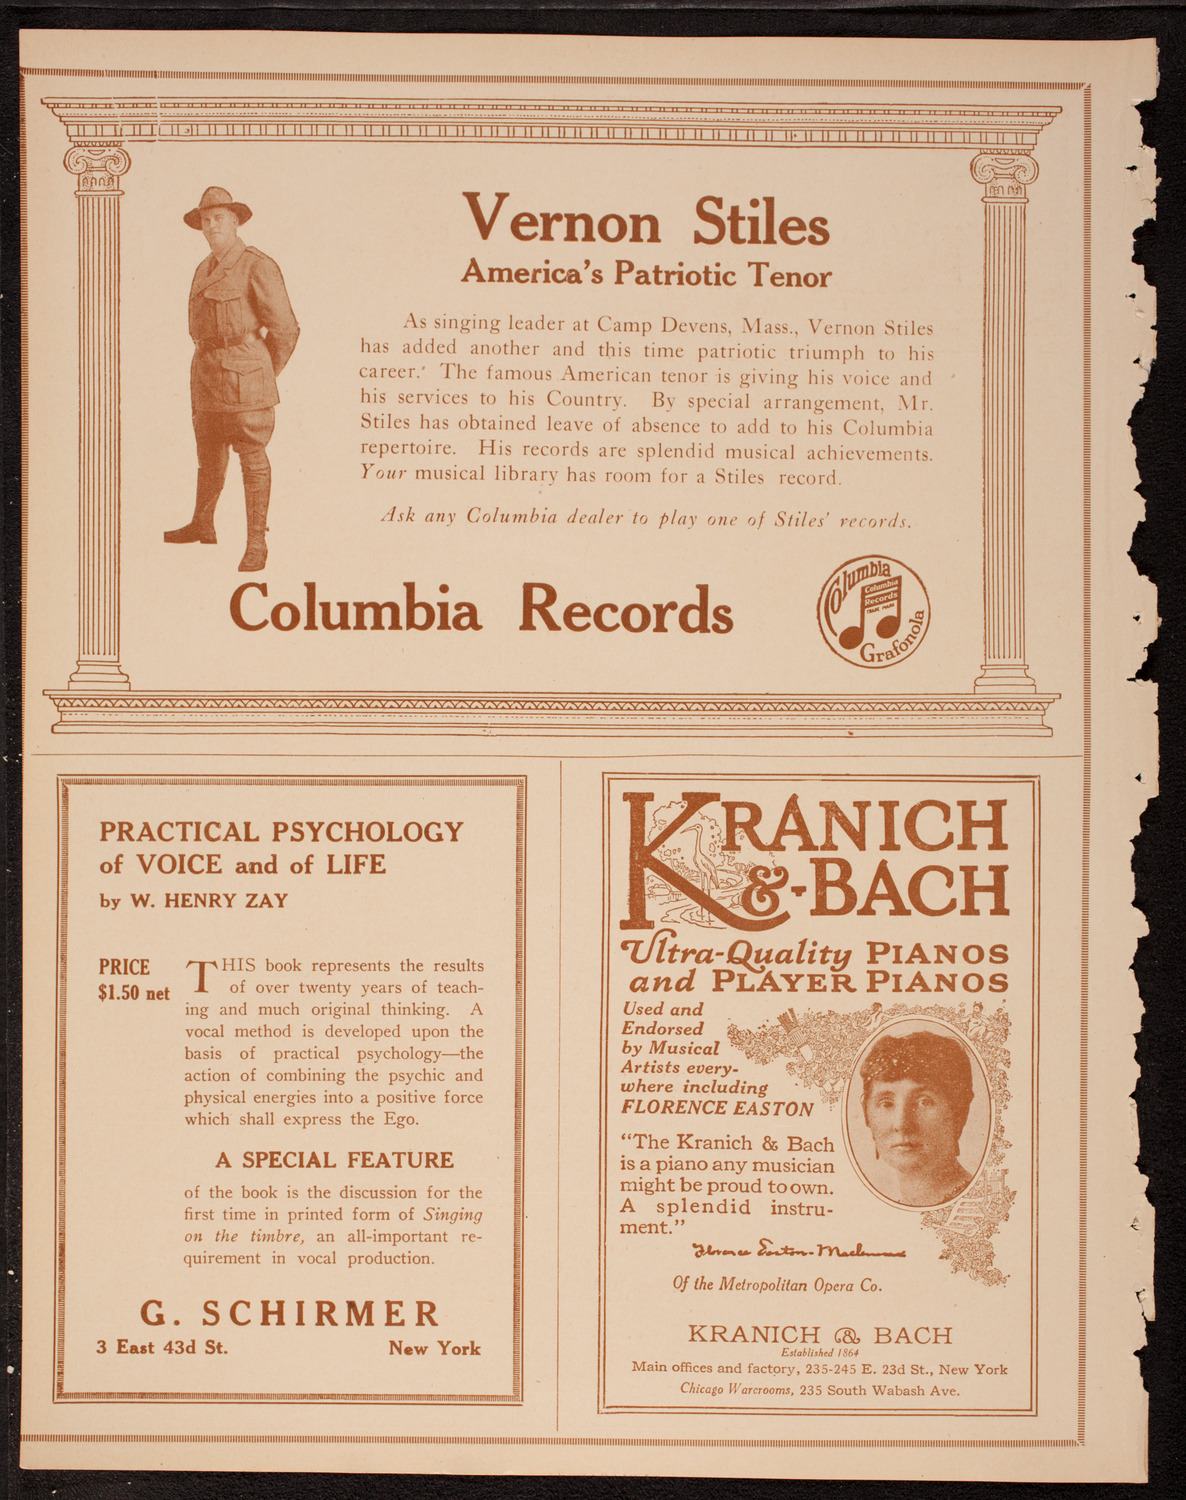 Vernon Stiles
America's Patriotic Tenor
As singing leader at Camp Devens, Mass., Vernon Stiles
has added another and this time patriotic triumph to his
career. The famous American tenor is giving his voice and
his services to his Country. By special arrangement, Mr.
Stiles has obtained leave of absence to add to his Columbia
repertoire. His records are splendid musical achievements.
Your musical library has room for a Stiles record.
Ask any Columbia dealer to play one of Stiles' records.
Columbia Records
Columbia
Columbia
Records
TRADE MARK
Grafonola
PRACTICAL PSYCHOLOGY
of VOICE and of LIFE
by W. HENRY ZAY
PRICE
$1.50 net
THIS book represents the results
of over twenty years of teach-
ing and much original thinking. A
vocal method is developed upon the
basis of practical psychology—the
action of combining the psychic and
physical energies into a positive force
which shall express the Ego.
A SPECIAL FEATURE
of the book is the discussion for the
first time in printed form of Singing
on the timbre, an all-important re-
quirement in vocal production.
G. SCHIRMER
3 East 43d St. New York
KRANICH
&-BACH
Ultra-Quality PIANOS
and PLAYER PIANOS
Used and
Endorsed
by Musical
Artists every-
where including
FLORENCE EASTON
"The Kranich & Bach
is a piano any musician
might be proud to own.
A splendid instru-
ment."
Florence Easton-Maclennan
Of the Metropolitan Opera Co.
KRANICH & BACH
Established 1864
Main offices and factory, 235-245 E. 23d St., New York
Chicago Warerooms, 235 South Wabash Ave.